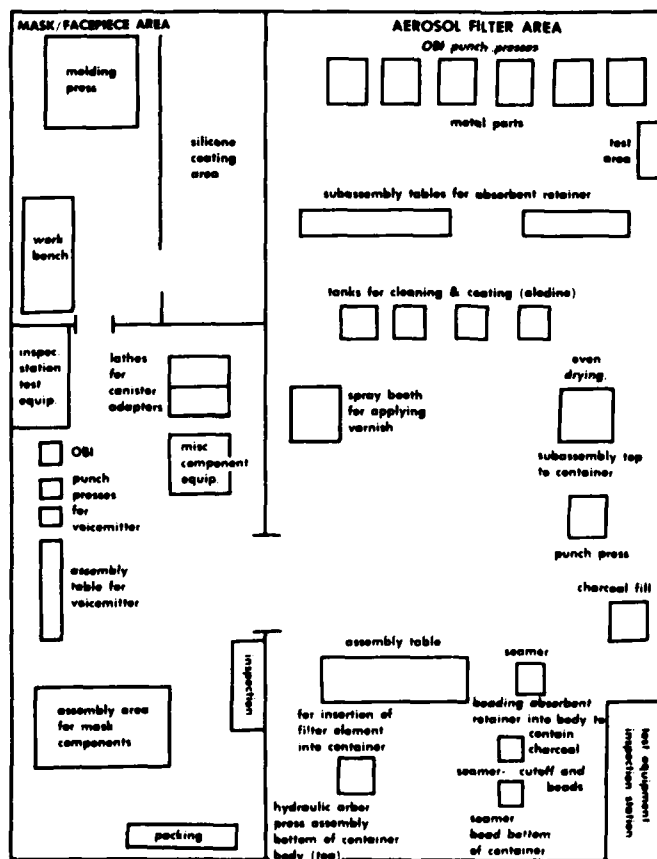 MASK/FACEPIECE AREA
molding
press
silicone
coating
area
work
bench
inspec.
station
test
equip.
lathes
for
canister
adapters
misc
component
equip.
OBI
punch
presses
for
voicemitter
assembly
table for
voicemitter
inspection
assembly area
for mask
components
packing
AEROSOL FILTER AREA
OBI punch presses
metal parts
test
area
subassembly tables for absorbent retainer
tanks for cleaning & coating (alodine)
spray booth
for applying
varnish
oven
drying.
subassembly top
to container
punch press
charcoal fill
assembly table
for insertion of
filter element
into container
seamer
beading absorbent
retainer into body to
contain
charcoal
seamer- cutoff and
beads
seamer
bead bottom
of container
hydraulic arbor
press assembly
bottom of container
body (top)
test equipment
inspection station